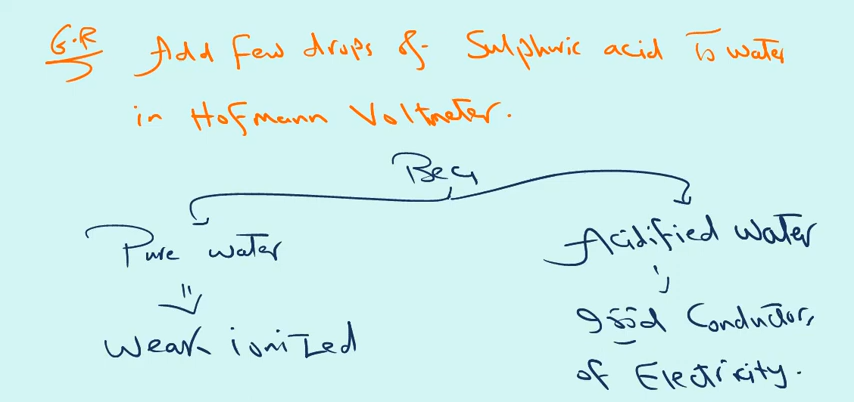 G.R Add few drops of Sulphuric acid to water
in Hofmann Voltmeter.
Bec
Pure water
weak ionized
Acidified water
good Conductor
of Electricity.